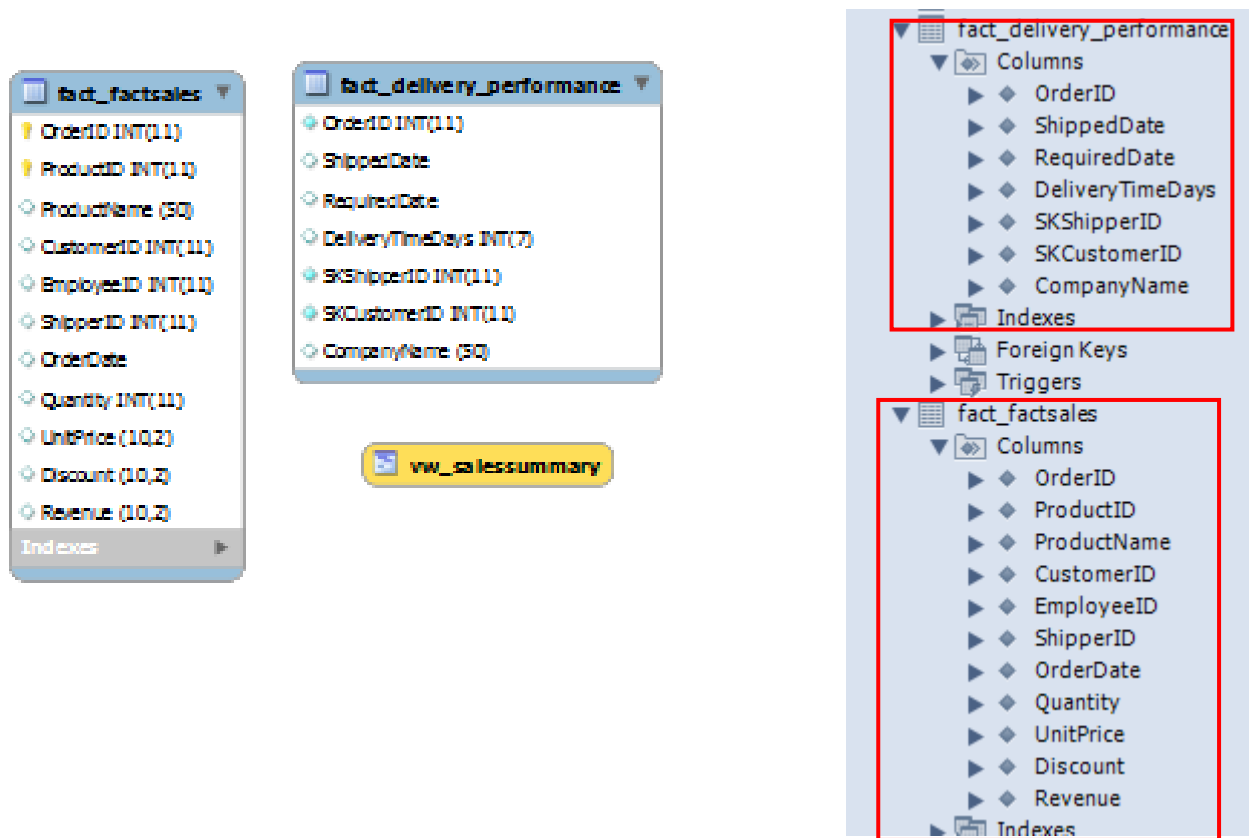 fact_factsales
OrderID INT(11)
ProductID INT(11)
ProductName (50)
CustomerID INT(11)
EmployeeID INT(11)
ShipperID INT(11)
OrderDate
Quantity INT(11)
UnitPrice (10,2)
Discount (10,2)
Revenue (10,2)
Indexes
fact_delivery_performance
OrderID INT(11)
ShippedDate
RequiredDate
DeliveryTimeDays INT(7)
SKShipperID INT(11)
SKCustomerID INT(11)
CompanyName (50)
vw_salessummary
fact_delivery_performance
Columns
OrderID
ShippedDate
RequiredDate
DeliveryTimeDays
SKShipperID
SKCustomerID
CompanyName
Indexes
Foreign Keys
Triggers
fact_factsales
Columns
OrderID
ProductID
ProductName
CustomerID
EmployeeID
ShipperID
OrderDate
Quantity
UnitPrice
Discount
Revenue
Indexes